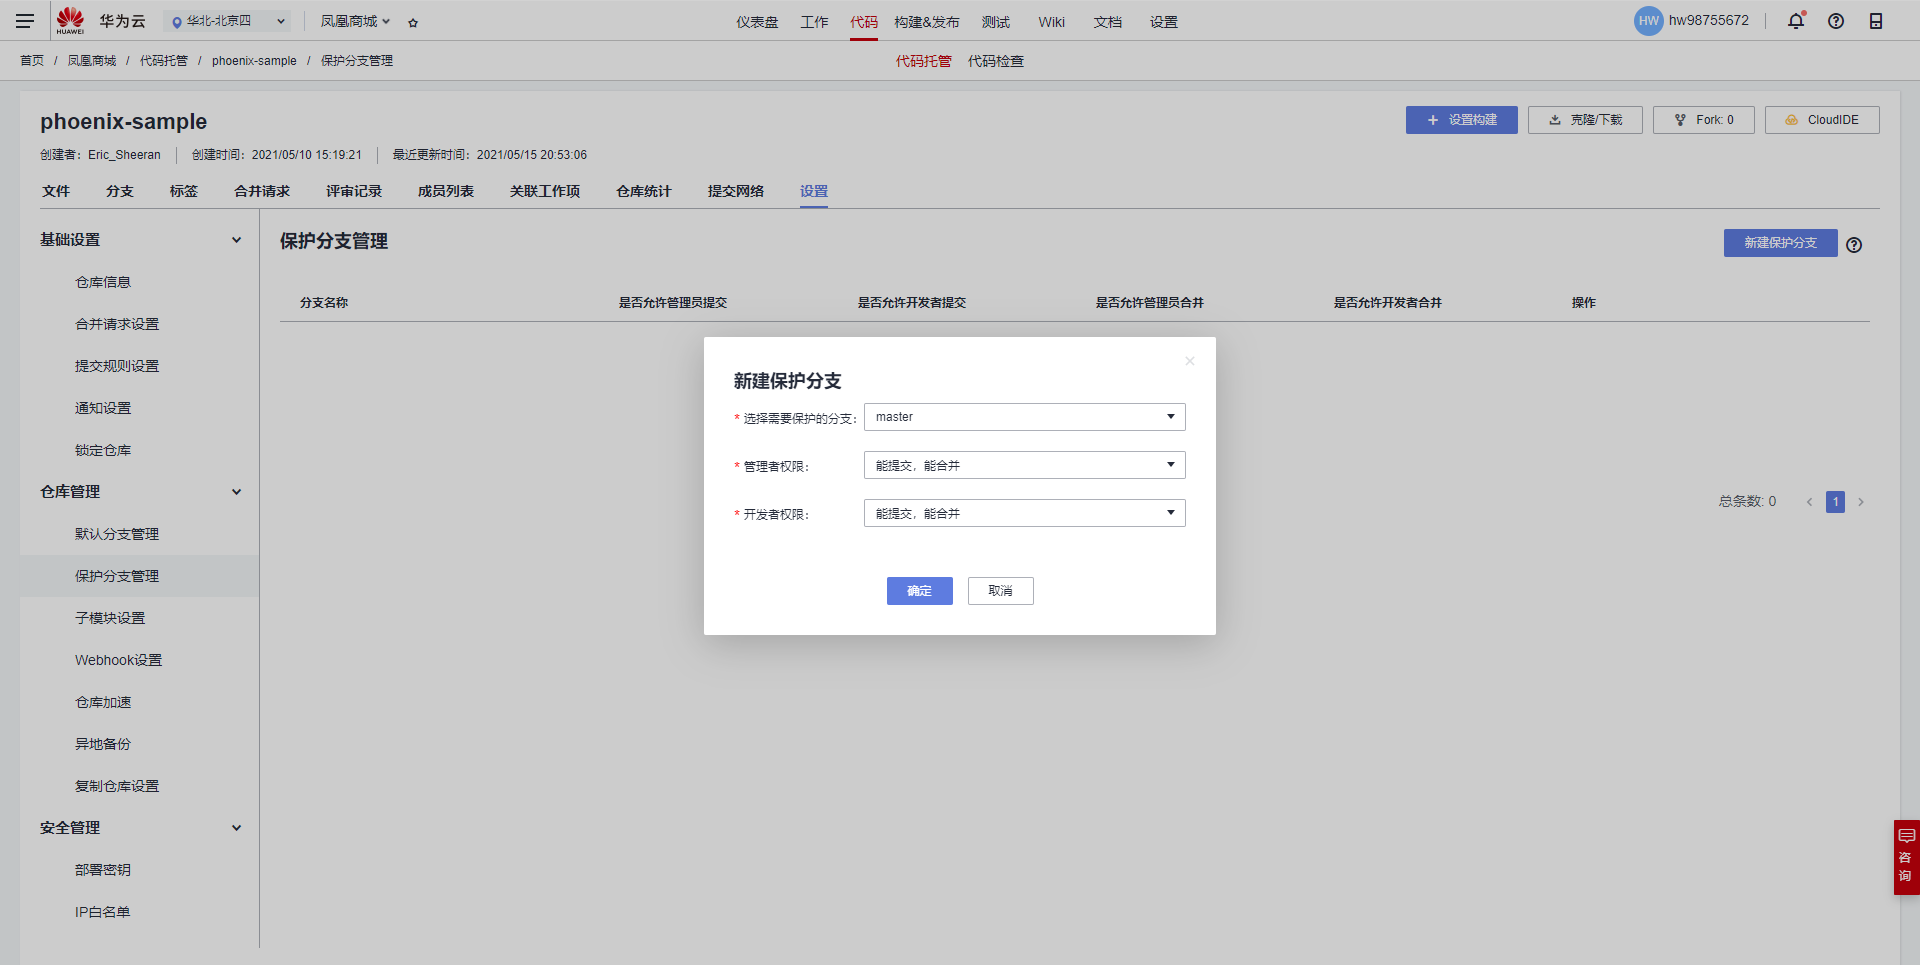 HUAWEI 华为云 华北-北京四 凤凰商城 仪表盘 工作 代码 构建&发布 测试 Wiki 文档 设置 HW hw98755672
首页 / 凤凰商城 / 代码托管 / phoenix-sample / 保护分支管理 代码托管 代码检查
phoenix-sample
设置构建 克隆/下载 Fork: 0 CloudIDE
创建者：Eric_Sheeran 创建时间：2021/05/10 15:19:21 最近更新时间：2021/05/15 20:53:06
文件 分支 标签 合并请求 评审记录 成员列表 关联工作项 仓库统计 提交网络 设置
基础设置
仓库信息
合并请求设置
提交规则设置
通知设置
锁定仓库
仓库管理
默认分支管理
保护分支管理
子模块设置
Webhook设置
仓库加速
异地备份
复制仓库设置
安全管理
部署密钥
IP白名单
保护分支管理
新建保护分支
分支名称 是否允许管理员提交 是否允许开发者提交 是否允许管理员合并 是否允许开发者合并 操作
新建保护分支
* 选择需要保护的分支： master
* 管理者权限： 能提交，能合并
* 开发者权限： 能提交，能合并
确定 取消
总条数: 0 1
咨
询